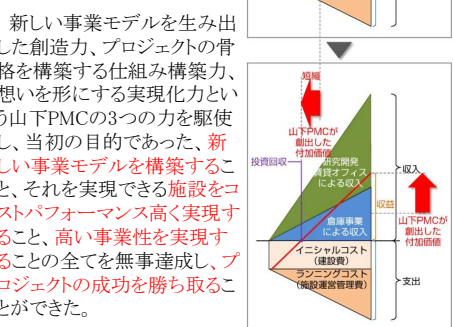 新しい事業モデルを生み出
した創造力、プロジェクトの骨
格を構築する仕組み構築力、
想いを形にする実現化力とい
う山下PMCの3つの力を駆使
し、当初の目的であった、新
しい事業モデルを構築するこ
と、それを実現できる施設をコ
ストパフォーマンス高く実現す
ること、高い事業性を実現す
ることの全てを無事達成し、プ
ロジェクトの成功を勝ち取るこ
とができた。
短縮
山下PMCが
創出した
付加価値
投資回収
研究開発
賃貸オフィス
による収入
収入
収益
倉庫事業
による収入
山下PMCが
創出した
付加価値
イニシャルコスト
（建設費）
ランニングコスト
（施設運営管理費）
支出